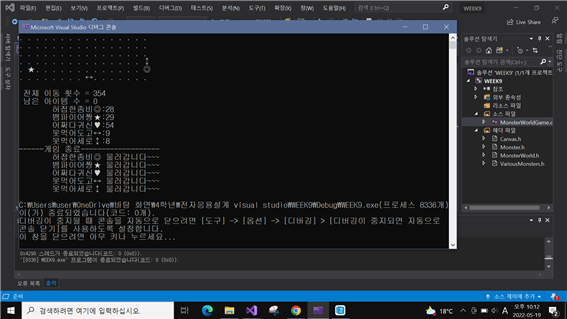 파일(F) 편집(E) 보기(V) 프로젝트(P) 빌드(B) 디버그(D) 테스트(S) 분석(N) 도구(T) 확장(X) 창(W) 도움말(H) 검색(Ctrl+Q) WEEK9
Live Share
Microsoft Visual Studio 디버그 콘솔
전체 이동 횟수 = 354
남은 아이템 수 = 0
허접한좀비◎:28
뱀파이어짱★:29
어쩌다귀신♥:54
못먹어도고↔:9
못먹어세로↕:8
------게임 종료-----------------
허접한좀비◎ 물러갑니다~~~
뱀파이어짱★ 물러갑니다~~~
어쩌다귀신♥ 물러갑니다~~~
못먹어도고↔ 물러갑니다~~~
못먹어세로↕ 물러갑니다~~~
C:₩Users₩user₩OneDrive₩바탕 화면₩4학년₩전자응용설계 visual studio₩WEEK9₩Debug₩WEEK9.exe(프로세스 8336개)
이(가) 종료되었습니다(코드: 0개).
디버깅이 중지될 때 콘솔을 자동으로 닫으려면 [도구] -> [옵션] -> [디버깅] > [디버깅이 중지되면 자동으로
콘솔 닫기]를 사용하도록 설정합니다.
이 창을 닫으려면 아무 키나 누르세요...
솔루션 탐색기
솔루션 탐색기 검색(Ctrl+;)
솔루션 'WEEK9' (1/1개 프로젝트)
WEEK9
참조
외부 종속성
리소스 파일
소스 파일
MonsterWorldGame.c
헤더 파일
Canvas.h
Monster.h
MonsterWorld.h
VariousMonsters.h
서버 탐색기
도구 상자
0x4298 스레드가 종료되었습니다(코드: 0 (0x0)).
'[8336] WEEK9.exe' 프로그램이 종료되었습니다(코드: 0 (0x0)).
오류 목록 출력
준비
소스 제어에 추가
검색하려면 여기에 입력하십시오.
18°C
오후 10:12
2022-05-19